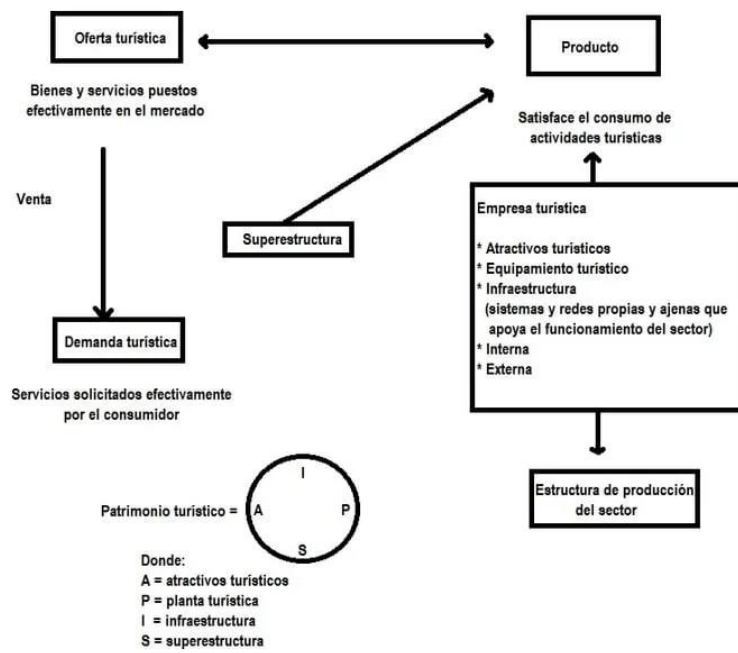 Oferta turística
Producto
Bienes y servicios puestos
efectivamente en el mercado
Satisface el consumo de
actividades turísticas
Venta
Superestructura
Empresa turística
* Atractivos turísticos
* Equipamiento turístico
* Infraestructura
(sistemas y redes propias y ajenas que
apoya el funcionamiento del sector)
* Interna
* Externa
Demanda turística
Servicios solicitados efectivamente
por el consumidor
Estructura de producción
del sector
I
Patrimonio turístico = A P
S
Donde:
A = atractivos turísticos
P = planta turística
I = infraestructura
S = superestructura